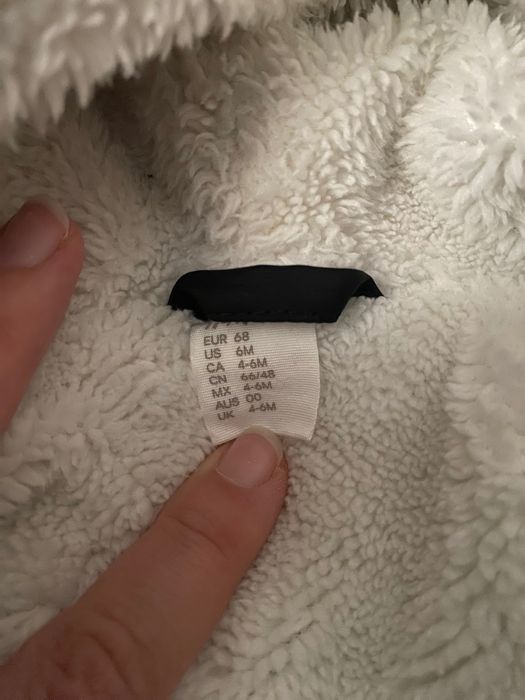 EUR 68
US 6M
CA 4-6M
CN 66/48
MX 4-6M
AUS 00
UK 4-6M